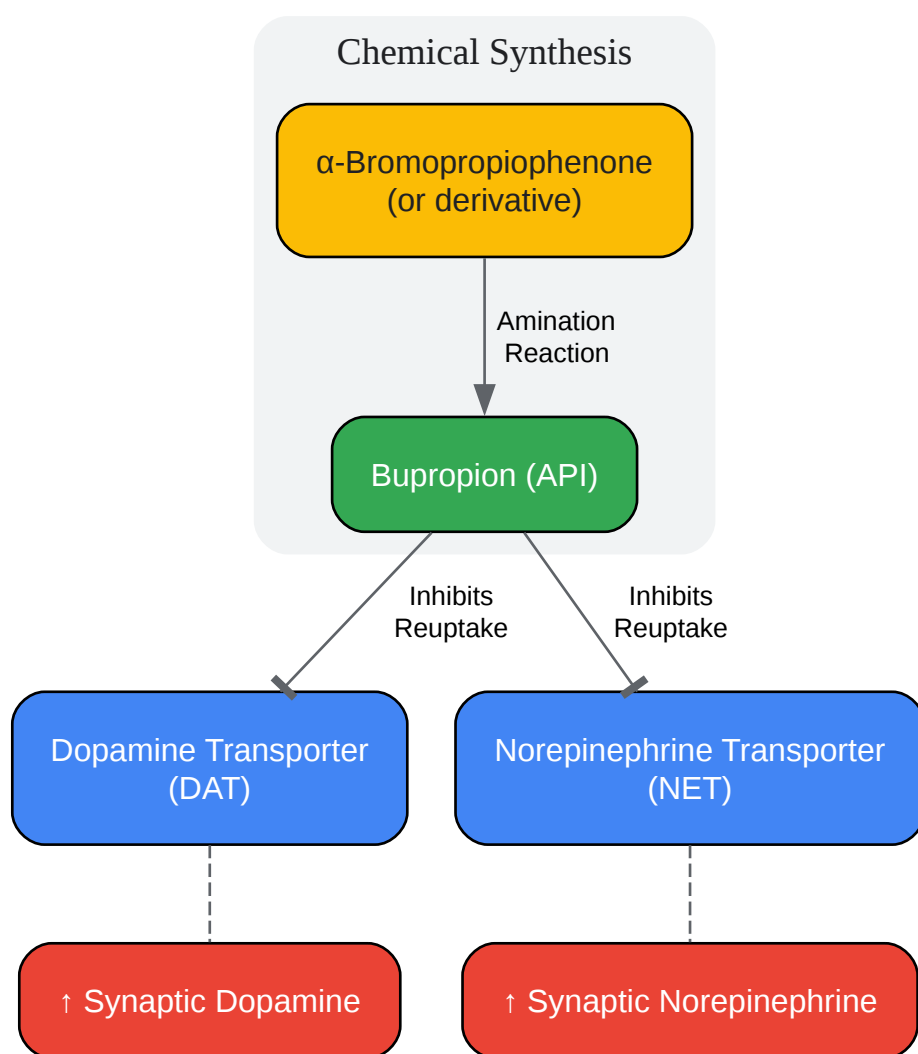 Chemical Synthesis
α-Bromopropiophenone
(or derivative)
Amination
Reaction
Bupropion (API)
Inhibits
Reuptake
Inhibits
Reuptake
Dopamine Transporter
(DAT)
Norepinephrine Transporter
(NET)
↑ Synaptic Dopamine
↑ Synaptic Norepinephrine